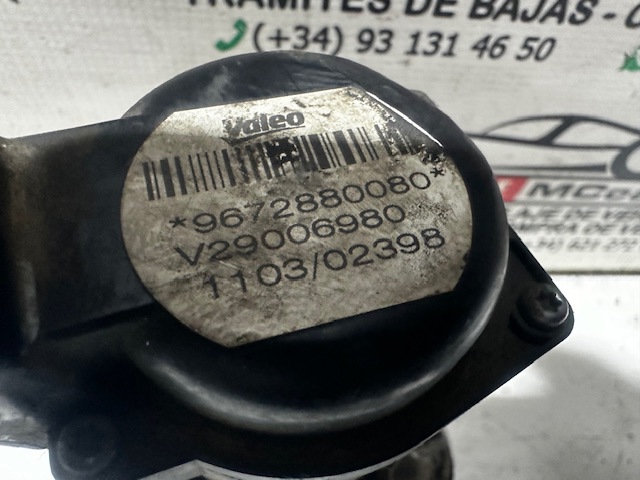 TRAMITES DE BAJAS -
(+34) 93 131 46 50
Valeo
*9672880080*
V29006980
1103/02398